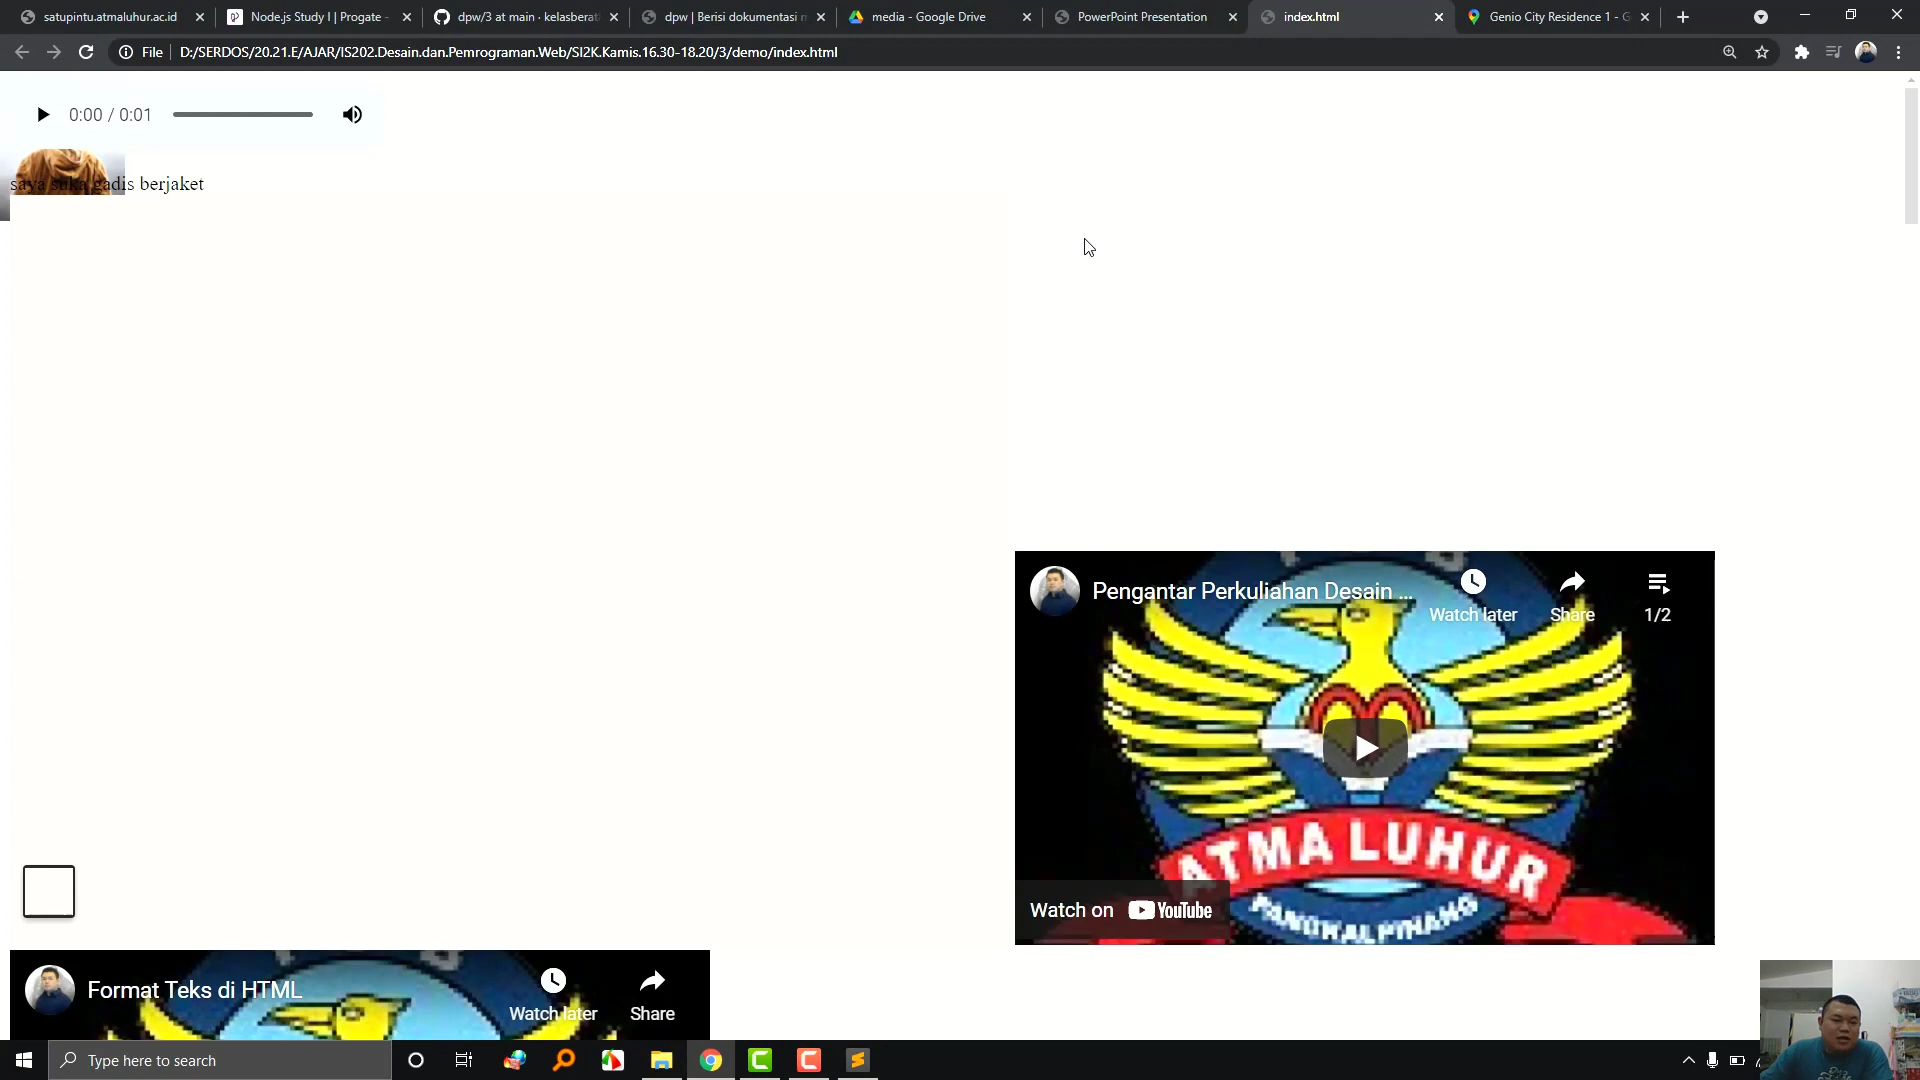 satupintu.atmaluhur.ac.id
Node.js Study I | Progate -
dpw/3 at main · kelasberat
dpw | Berisi dokumentasi
media - Google Drive
PowerPoint Presentation
index.html
Genio City Residence 1 - G
File
D:/SERDOS/20.21.E/AJAR/IS202.Desain.dan.Pemrograman.Web/SI2K.Kamis.16.30-18.20/3/demo/index.html
0:00 / 0:01
saya suka gadis berjaket
Pengantar Perkuliahan Desain ...
Watch later
Share
1/2
ATMA LUHUR
PANGKALPINANG
Watch on YouTube
Format Teks di HTML
Watch later
Share
Type here to search